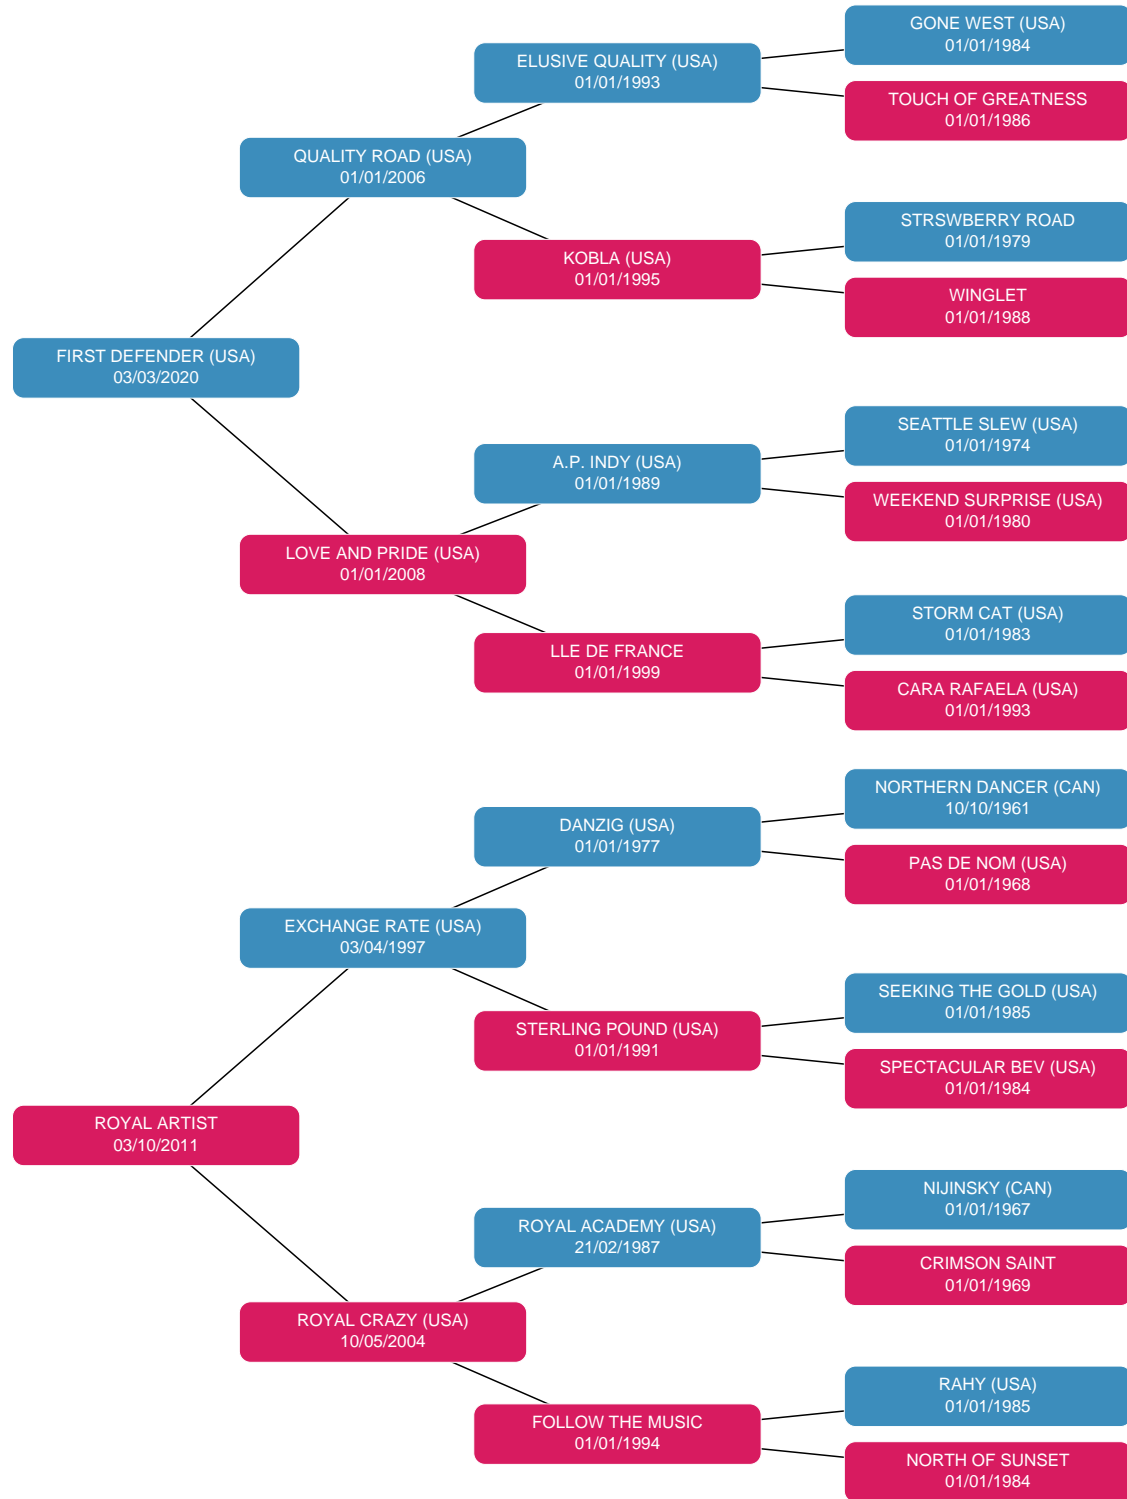 GONE WEST (USA)
01/01/1984
ELUSIVE QUALITY (USA)
01/01/1993
TOUCH OF GREATNESS
01/01/1986
QUALITY ROAD (USA)
01/01/2006
STRSWBERRY ROAD
01/01/1979
KOBLA (USA)
01/01/1995
WINGLET
01/01/1988
FIRST DEFENDER (USA)
03/03/2020
SEATTLE SLEW (USA)
01/01/1974
A.P. INDY (USA)
01/01/1989
WEEKEND SURPRISE (USA)
01/01/1980
LOVE AND PRIDE (USA)
01/01/2008
STORM CAT (USA)
01/01/1983
LLE DE FRANCE
01/01/1999
CARA RAFAELA (USA)
01/01/1993
NORTHERN DANCER (CAN)
10/10/1961
DANZIG (USA)
01/01/1977
PAS DE NOM (USA)
01/01/1968
EXCHANGE RATE (USA)
03/04/1997
SEEKING THE GOLD (USA)
01/01/1985
STERLING POUND (USA)
01/01/1991
SPECTACULAR BEV (USA)
01/01/1984
ROYAL ARTIST
03/10/2011
NIJINSKY (CAN)
01/01/1967
ROYAL ACADEMY (USA)
21/02/1987
CRIMSON SAINT
01/01/1969
ROYAL CRAZY (USA)
10/05/2004
RAHY (USA)
01/01/1985
FOLLOW THE MUSIC
01/01/1994
NORTH OF SUNSET
01/01/1984